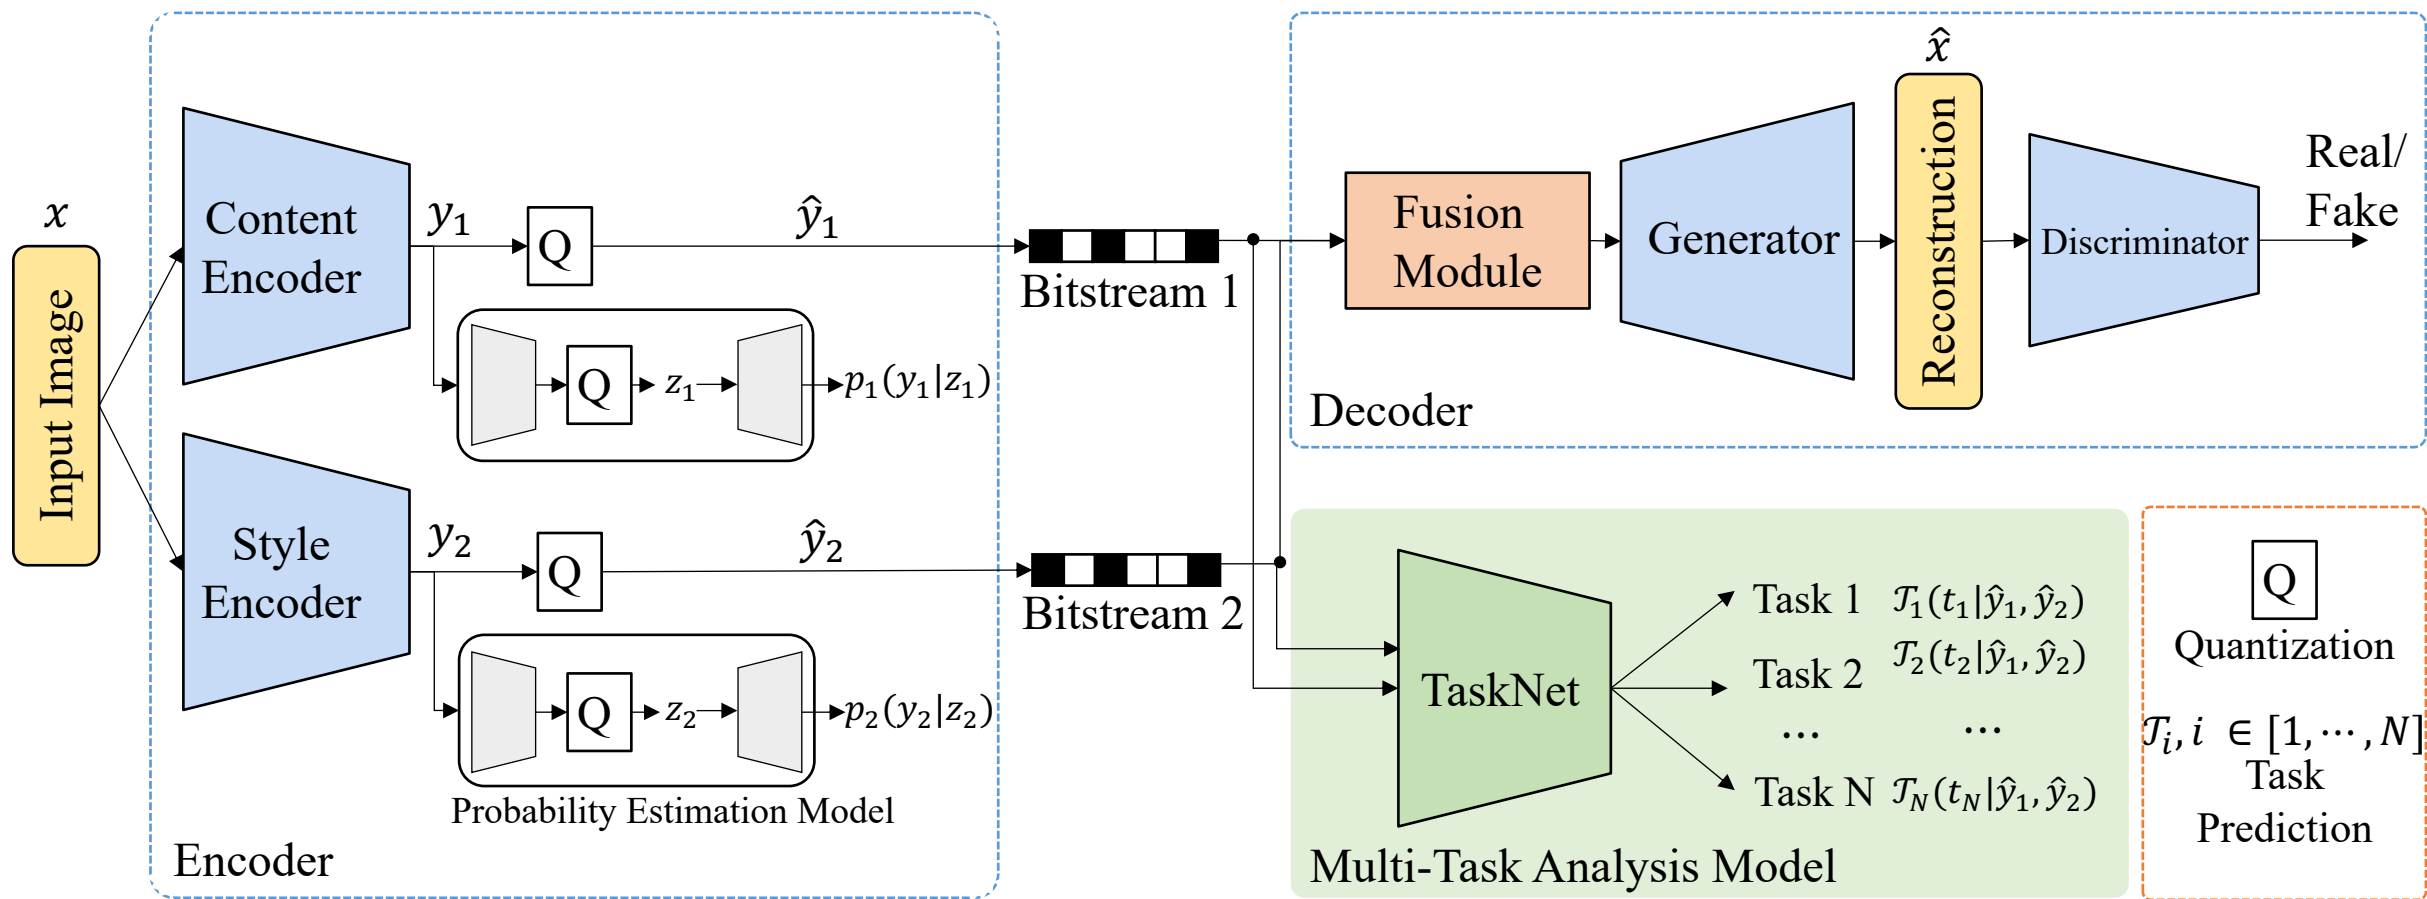 x
Input Image
Content
Encoder
y₁
Q
ŷ₁
Q
z₁
p₁(y₁|z₁)
Style
Encoder
y₂
Q
ŷ₂
Q
z₂
p₂(y₂|z₂)
Probability Estimation Model
Encoder
Bitstream 1
Bitstream 2
Fusion
Module
Generator
x̂
Reconstruction
Discriminator
Real/
Fake
Decoder
TaskNet
Task 1 𝒯₁(t₁|ŷ₁, ŷ₂)
Task 2 𝒯₂(t₂|ŷ₁, ŷ₂)
... ...
Task N 𝒯_N(t_N|ŷ₁, ŷ₂)
Multi-Task Analysis Model
Q
Quantization
𝒯ᵢ, i ∈ [1, ⋯, N]
Task
Prediction